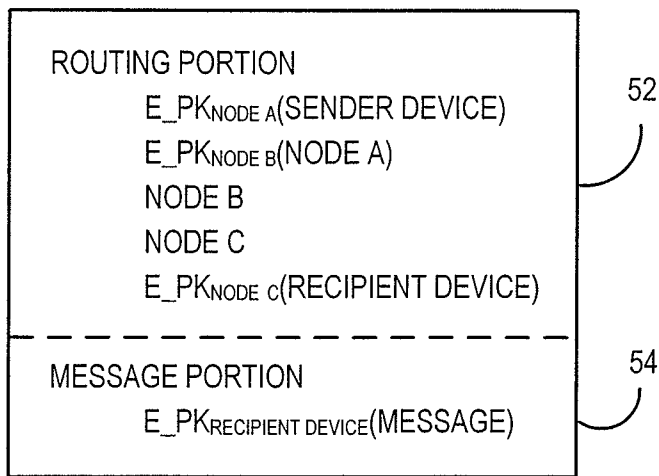 ROUTING PORTION
E_PKNODE A(SENDER DEVICE)
E_PKNODE B(NODE A)
NODE B
NODE C
E_PKNODE C(RECIPIENT DEVICE)
52
MESSAGE PORTION
E_PKRECIPIENT DEVICE(MESSAGE)
54